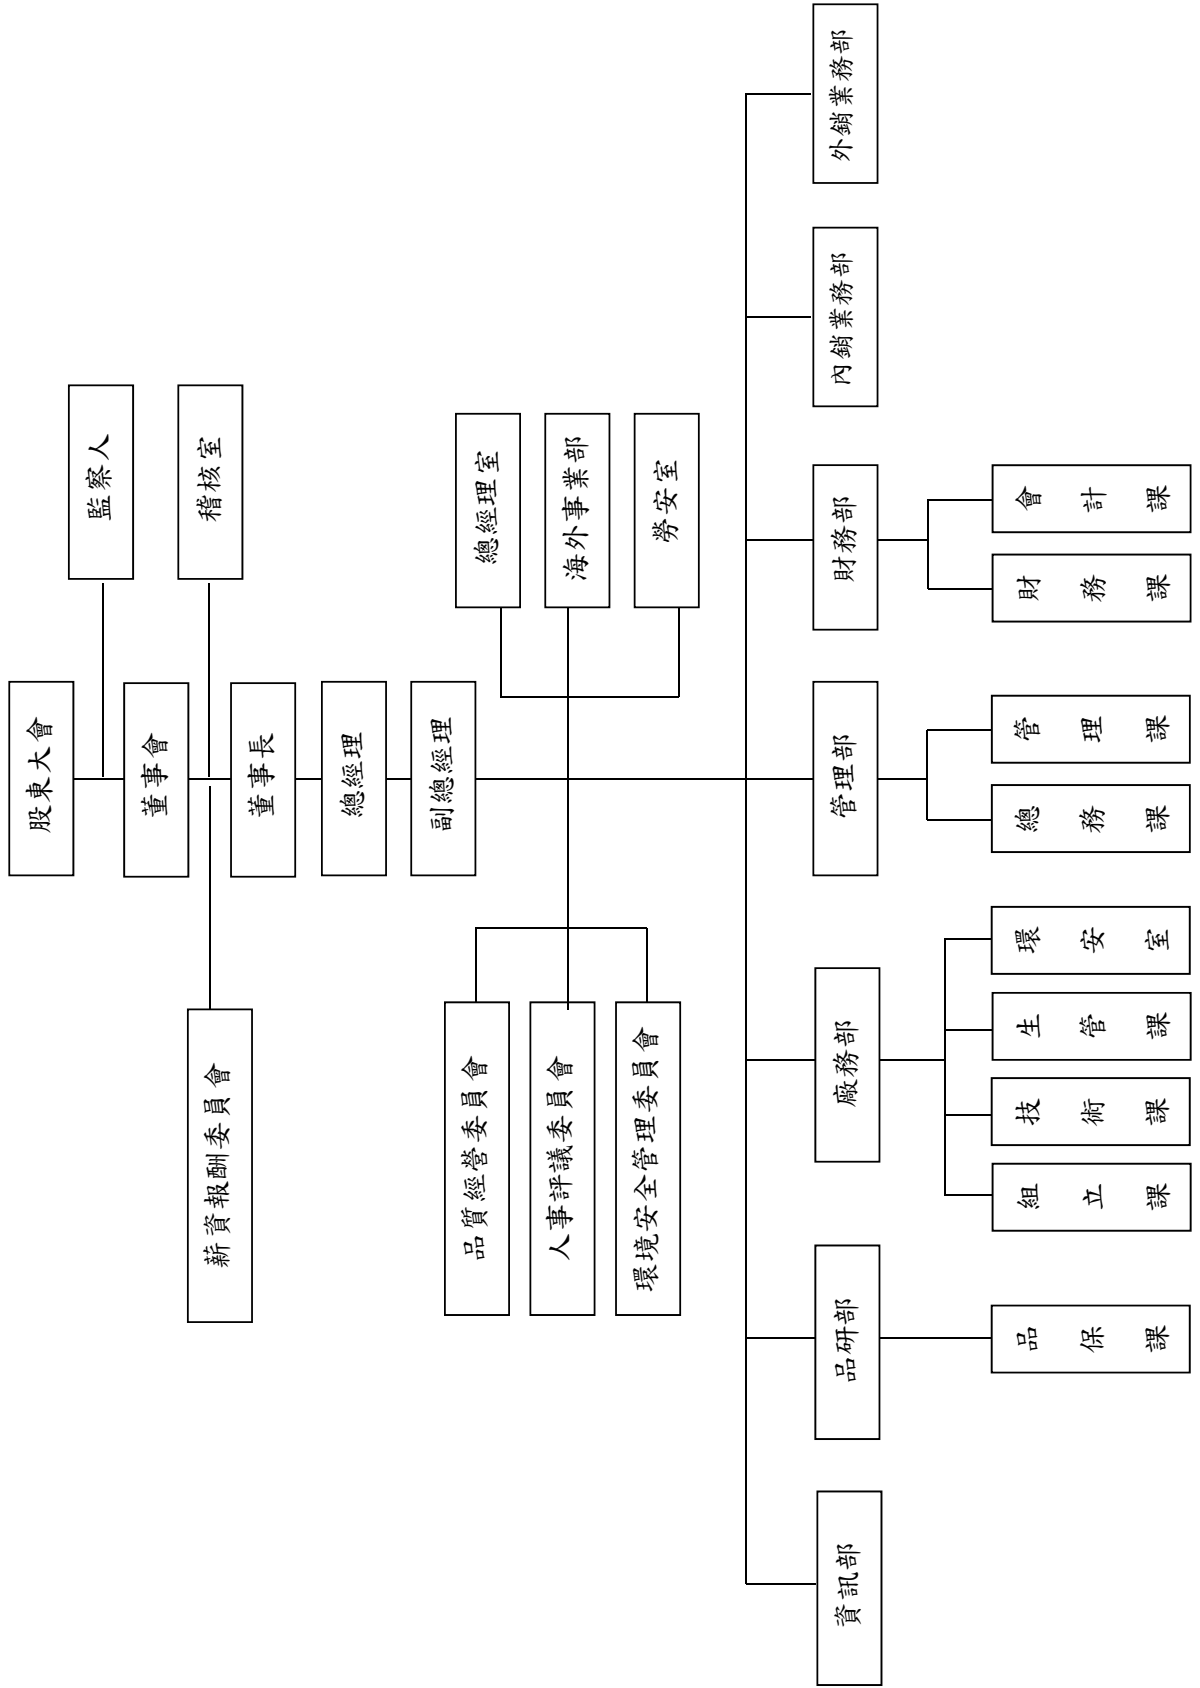 股東大會
監察人
董事會
稽核室
薪資報酬委員會
董事長
總經理
副總經理
總經理室
海外事業部
勞安室
品質經營委員會
人事評議委員會
環境安全管理委員會
資訊部
品研部
廠務部
管理部
財務部
內銷業務部
外銷業務部
品保課
組立課
技術課
生管課
環安室
總務課
管理課
財務課
會計課